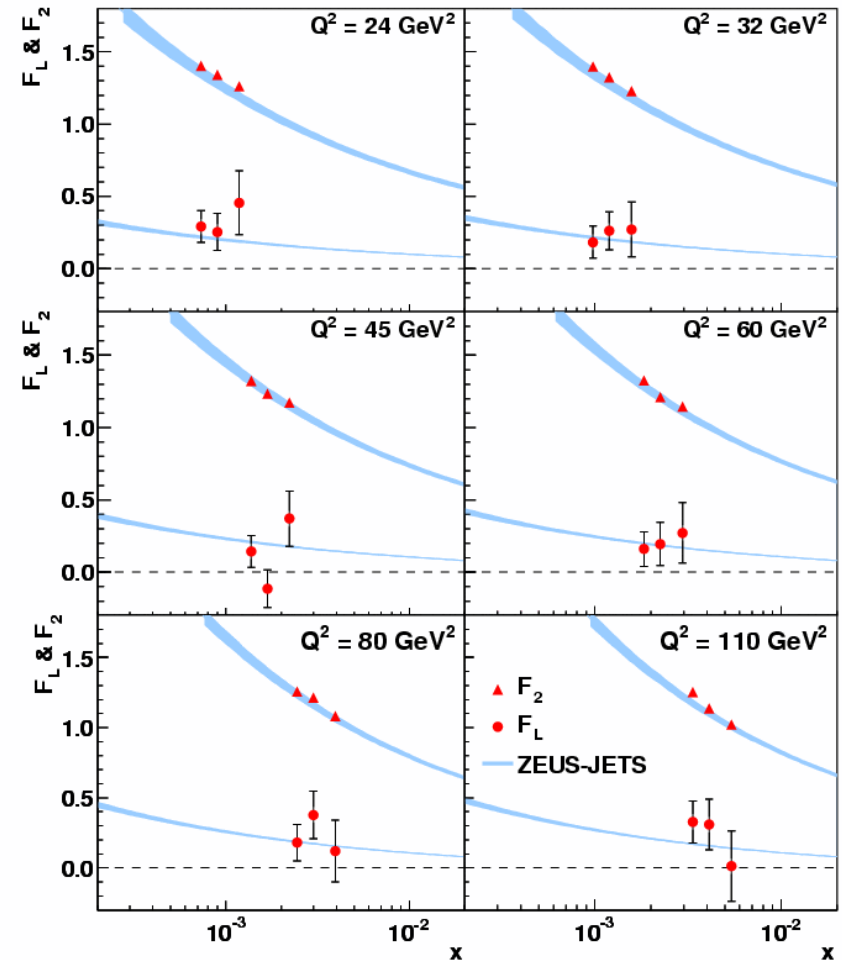 F_L & F_2
Q² = 24 GeV²
Q² = 32 GeV²
1.5
1.0
0.5
0.0
F_L & F_2
Q² = 45 GeV²
Q² = 60 GeV²
1.5
1.0
0.5
0.0
F_L & F_2
Q² = 80 GeV²
Q² = 110 GeV²
1.5
1.0
0.5
0.0
F_2
F_L
ZEUS-JETS
10⁻³
10⁻²
10⁻³
10⁻²
x
x